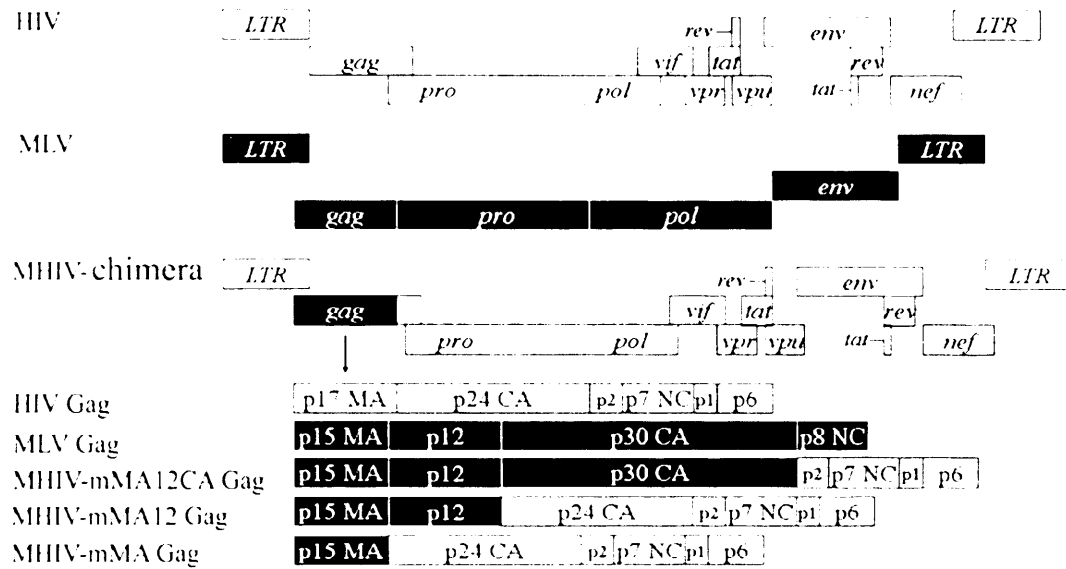 HIV LTR rev env LTR
gag vif tat rev
pro pol vpr vpu tat nef
MLV LTR LTR
env
gag pro pol
MHIV-chimera LTR rev env LTR
gag vif tat rev
pro pol vpr vpu tat nef
HIV Gag p17 MA p24 CA p2 p7 NC p1 p6
MLV Gag p15 MA p12 p30 CA p8 NC
MHIV-mMA12CA Gag p15 MA p12 p30 CA p2 p7 NC p1 p6
MHIV-mMA12 Gag p15 MA p12 p24 CA p2 p7 NC p1 p6
MHIV-mMA Gag p15 MA p24 CA p2 p7 NC p1 p6